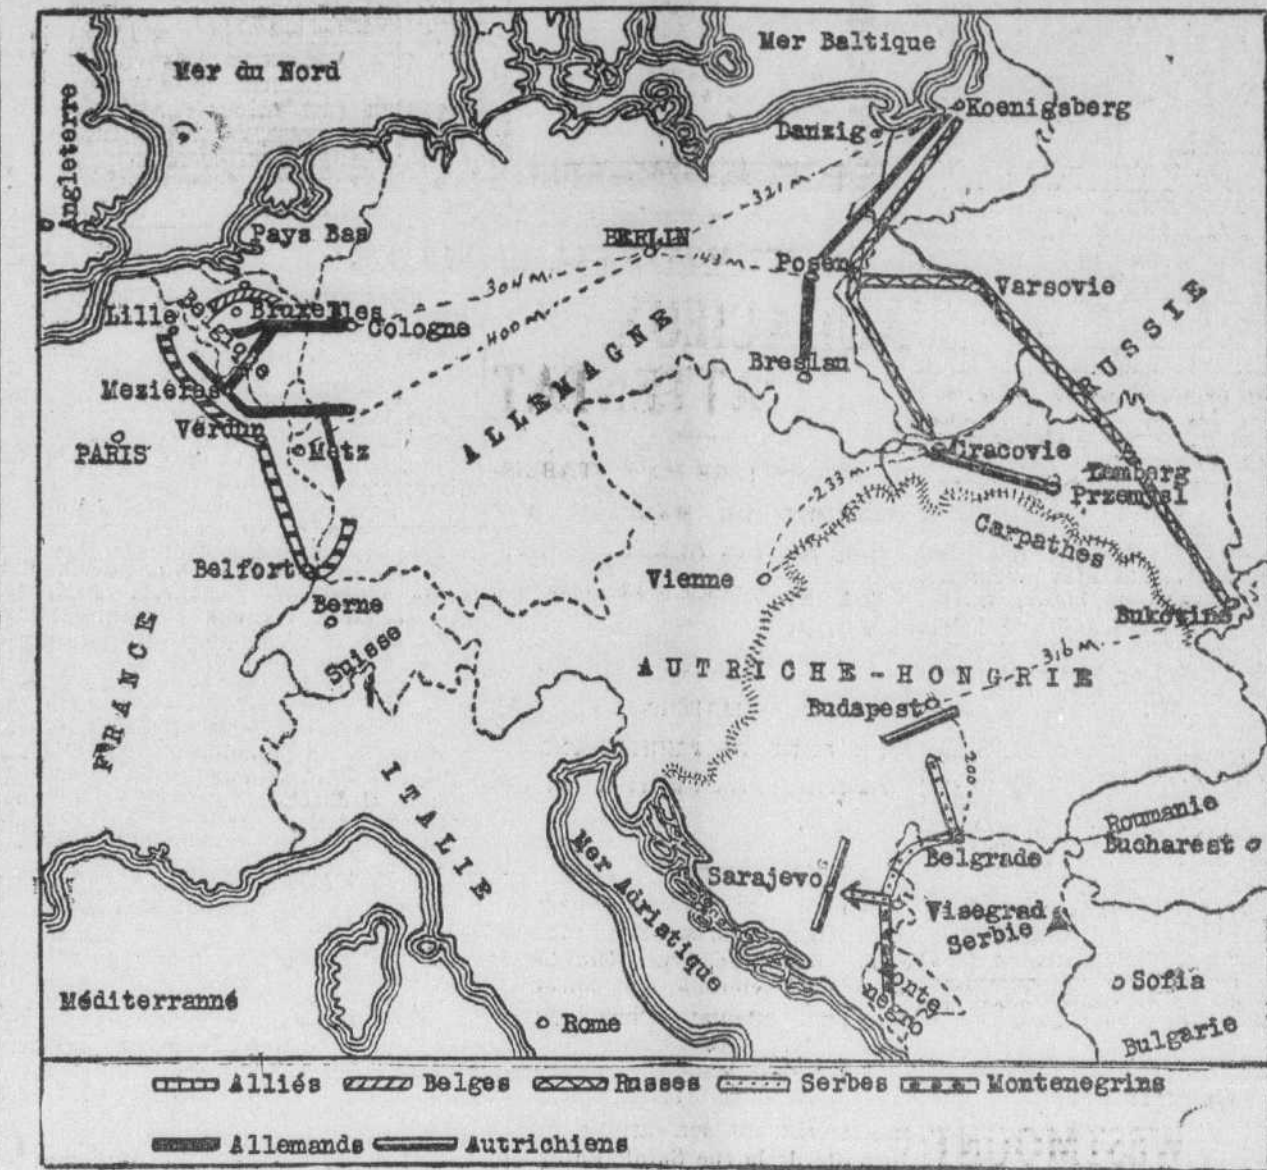 Mer du Nord
Mer Baltique
Angleterre
Koenigsberg
Danzig
321 m.
Pays Bas
BERLIN
304 m.
143 m.
400 m.
Posen
Varsovie
RUSSIE
Lille
Belgique
Bruxelles
Cologne
ALLEMAGNE
Breslau
Mezieres
Verdun
PARIS
Metz
Cracovie
233 m.
Lemberg
Przemysl
Carpathes
Belfort
Vienne
Berne
Suisse
Bukovine
316 m.
FRANCE
AUTRICHE-HONGRIE
Budapest
200
ITALIE
Roumanie
Bucharest
Belgrade
Mer Adriatique
Sarajevo
Visegrad
Serbie
Monte
negro
Sofia
Bulgarie
Méditerranné
Rome
Alliés Belges Russes Serbes Montenegrins
Allemands Autrichiens